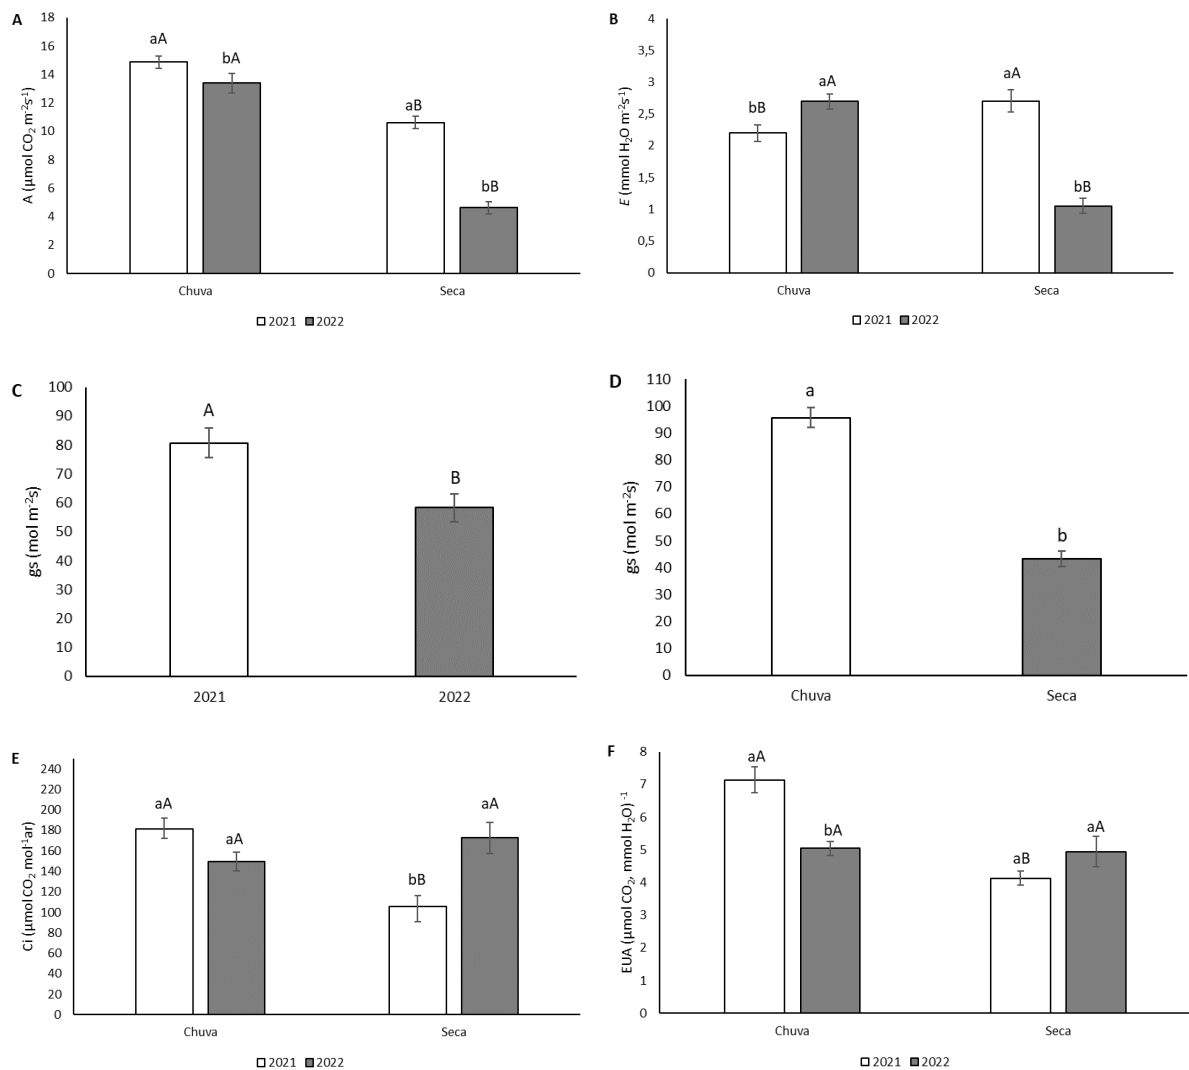 A
A (µmol CO₂ m⁻²s⁻¹)
18
16
14
12
10
8
6
4
2
0
aA
bA
aB
bB
Chuva
Seca
2021
2022
B
E (mmol H₂O m⁻²s⁻¹)
4
3,5
3
2,5
2
1,5
1
0,5
0
bB
aA
aA
bB
Chuva
Seca
2021
2022
C
gs (mol m⁻²s)
100
90
80
70
60
50
40
30
20
10
0
A
B
2021
2022
D
gs (mol m⁻²s)
110
100
90
80
70
60
50
40
30
20
10
0
a
b
Chuva
Seca
E
Ci (µmol CO₂ mol⁻¹ar)
240
220
200
180
160
140
120
100
80
60
40
20
0
aA
aA
bB
aA
Chuva
Seca
2021
2022
F
EUA (µmol CO₂, mmol H₂O) ⁻¹
8
7
6
5
4
3
2
1
0
aA
bA
aB
aA
Chuva
Seca
2021
2022